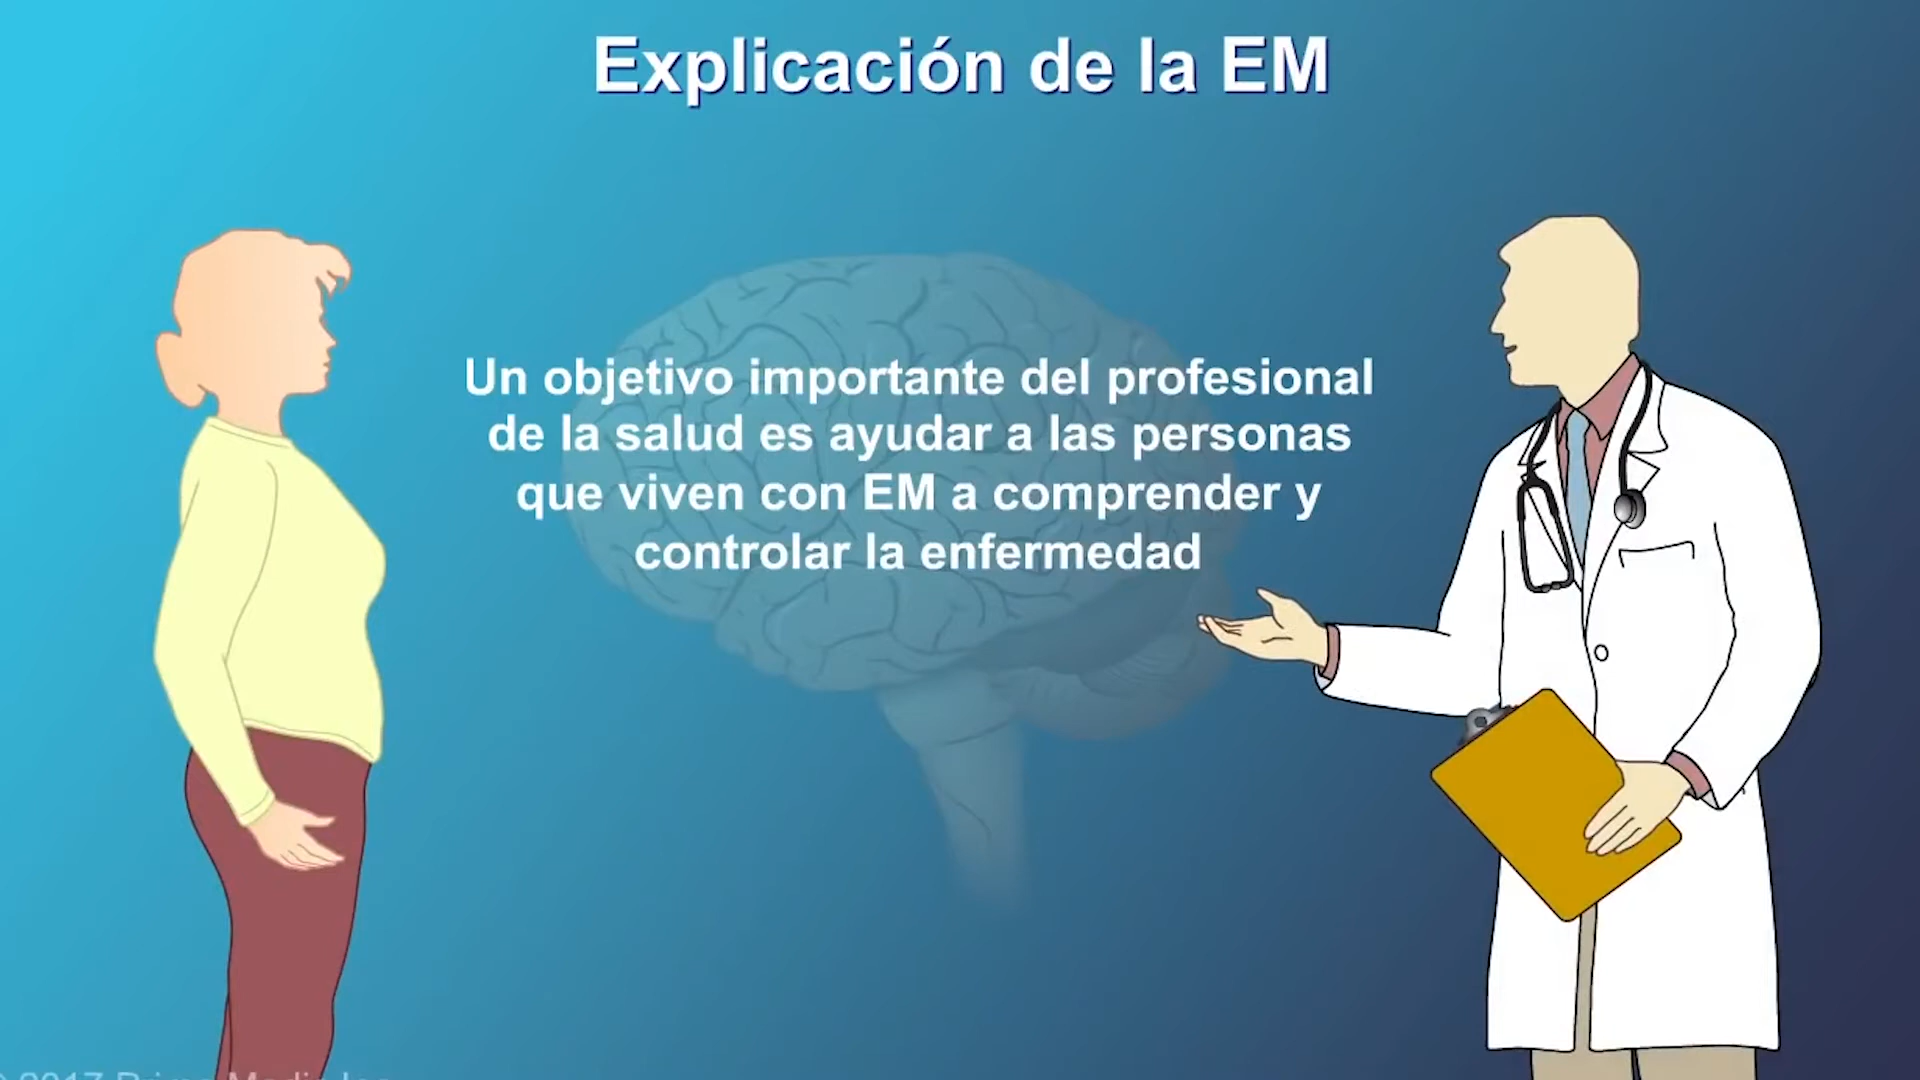 Explicación de la EM
Un objetivo importante del profesional
de la salud es ayudar a las personas
que viven con EM a comprender y
controlar la enfermedad
2017